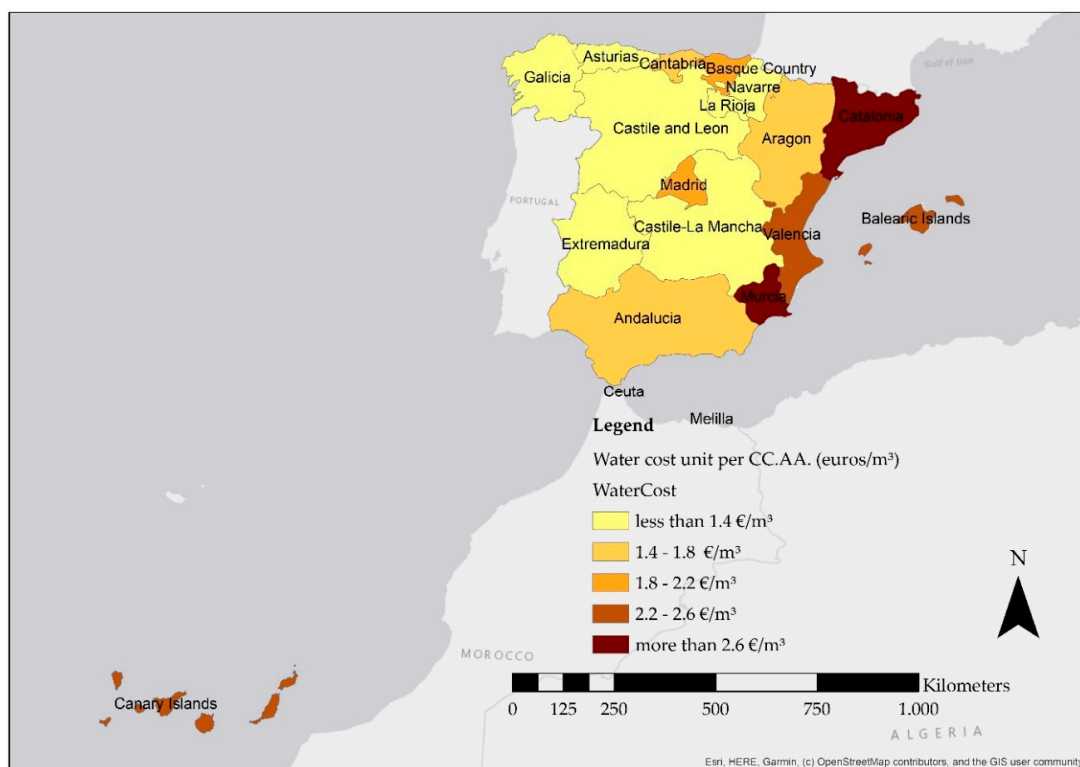 Gulf of Lion
Asturias
Cantabria
Basque Country
Galicia
Navarre
La Rioja
Castile and Leon
Catalonia
Aragon
Madrid
PORTUGAL
Balearic Islands
Castile-La Mancha
Valencia
Extremadura
Murcia
Andalucia
Ceuta
Melilla
Legend
Water cost unit per CC.AA. (euros/m³)
WaterCost
less than 1.4 €/m³
1.4 - 1.8 €/m³
1.8 - 2.2 €/m³
2.2 - 2.6 €/m³
more than 2.6 €/m³
N
MOROCCO
Canary Islands
Kilometers
0 125 250 500 750 1.000
ALGERIA
Esri, HERE, Garmin, (c) OpenStreetMap contributors, and the GIS user community